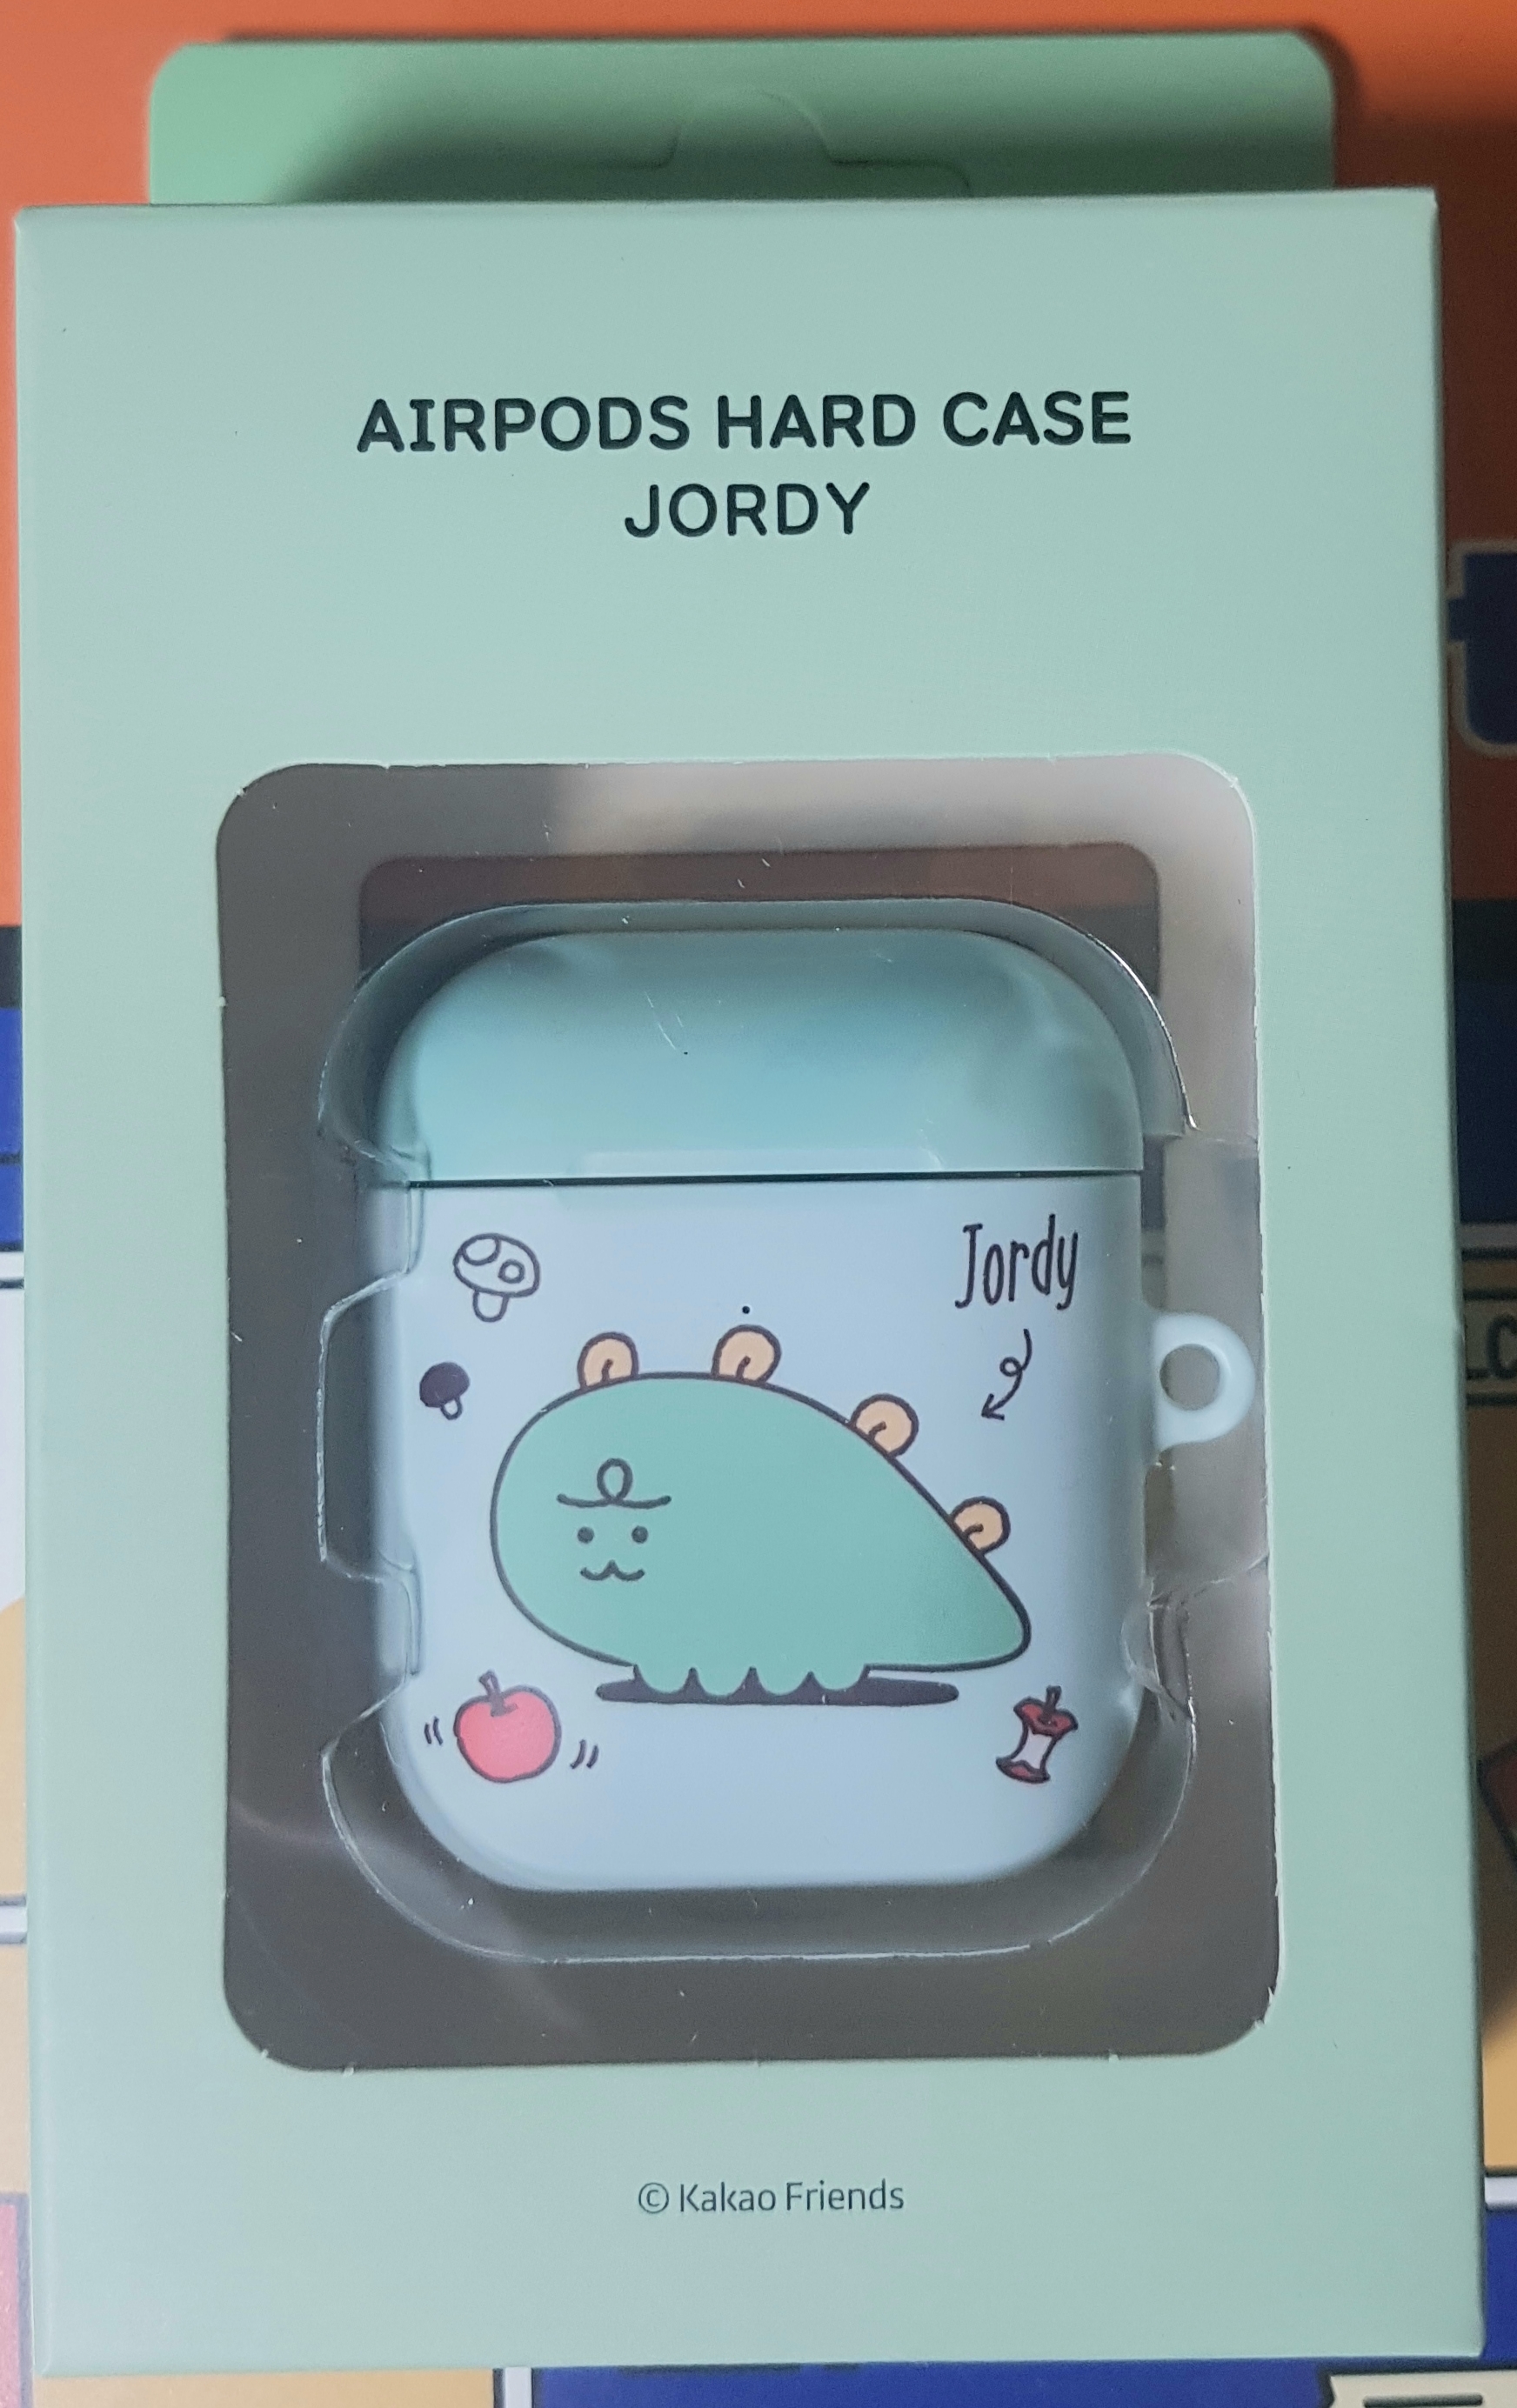 AIRPODS HARD CASE
JORDY
Jordy
© Kakao Friends